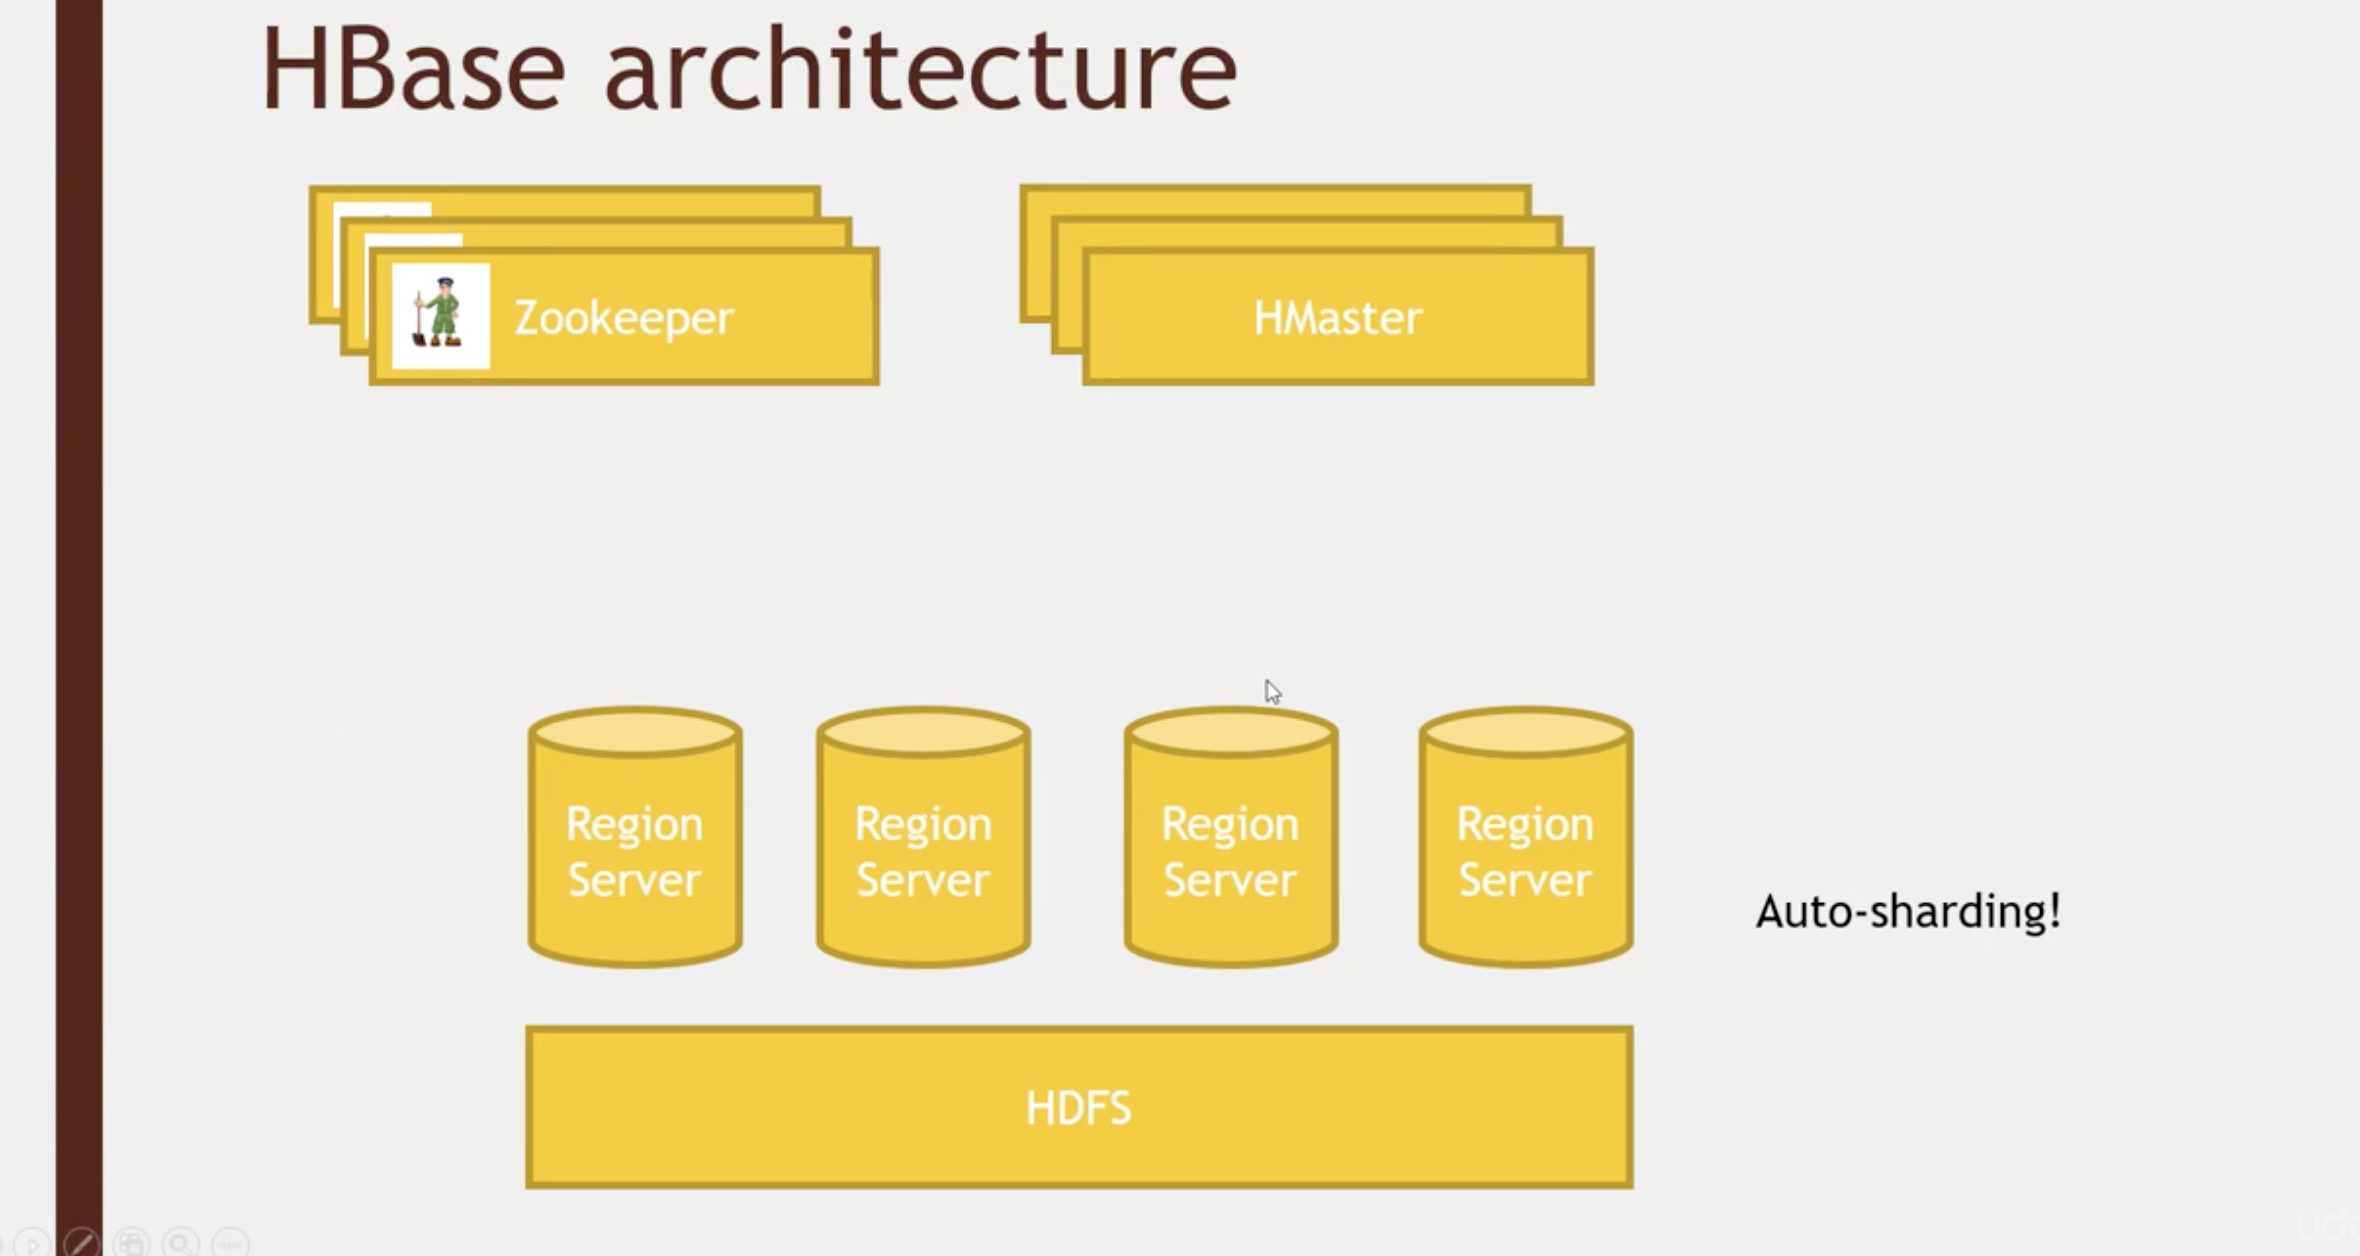 HBase architecture
Zookeeper
HMaster
Region
Server
Region
Server
Region
Server
Region
Server
Auto-sharding!
HDFS